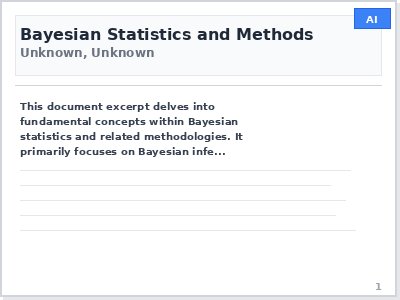 AI
Bayesian Statistics and Methods
Unknown, Unknown
This document excerpt delves into
fundamental concepts within Bayesian
statistics and related methodologies. It
primarily focuses on Bayesian infe...
1